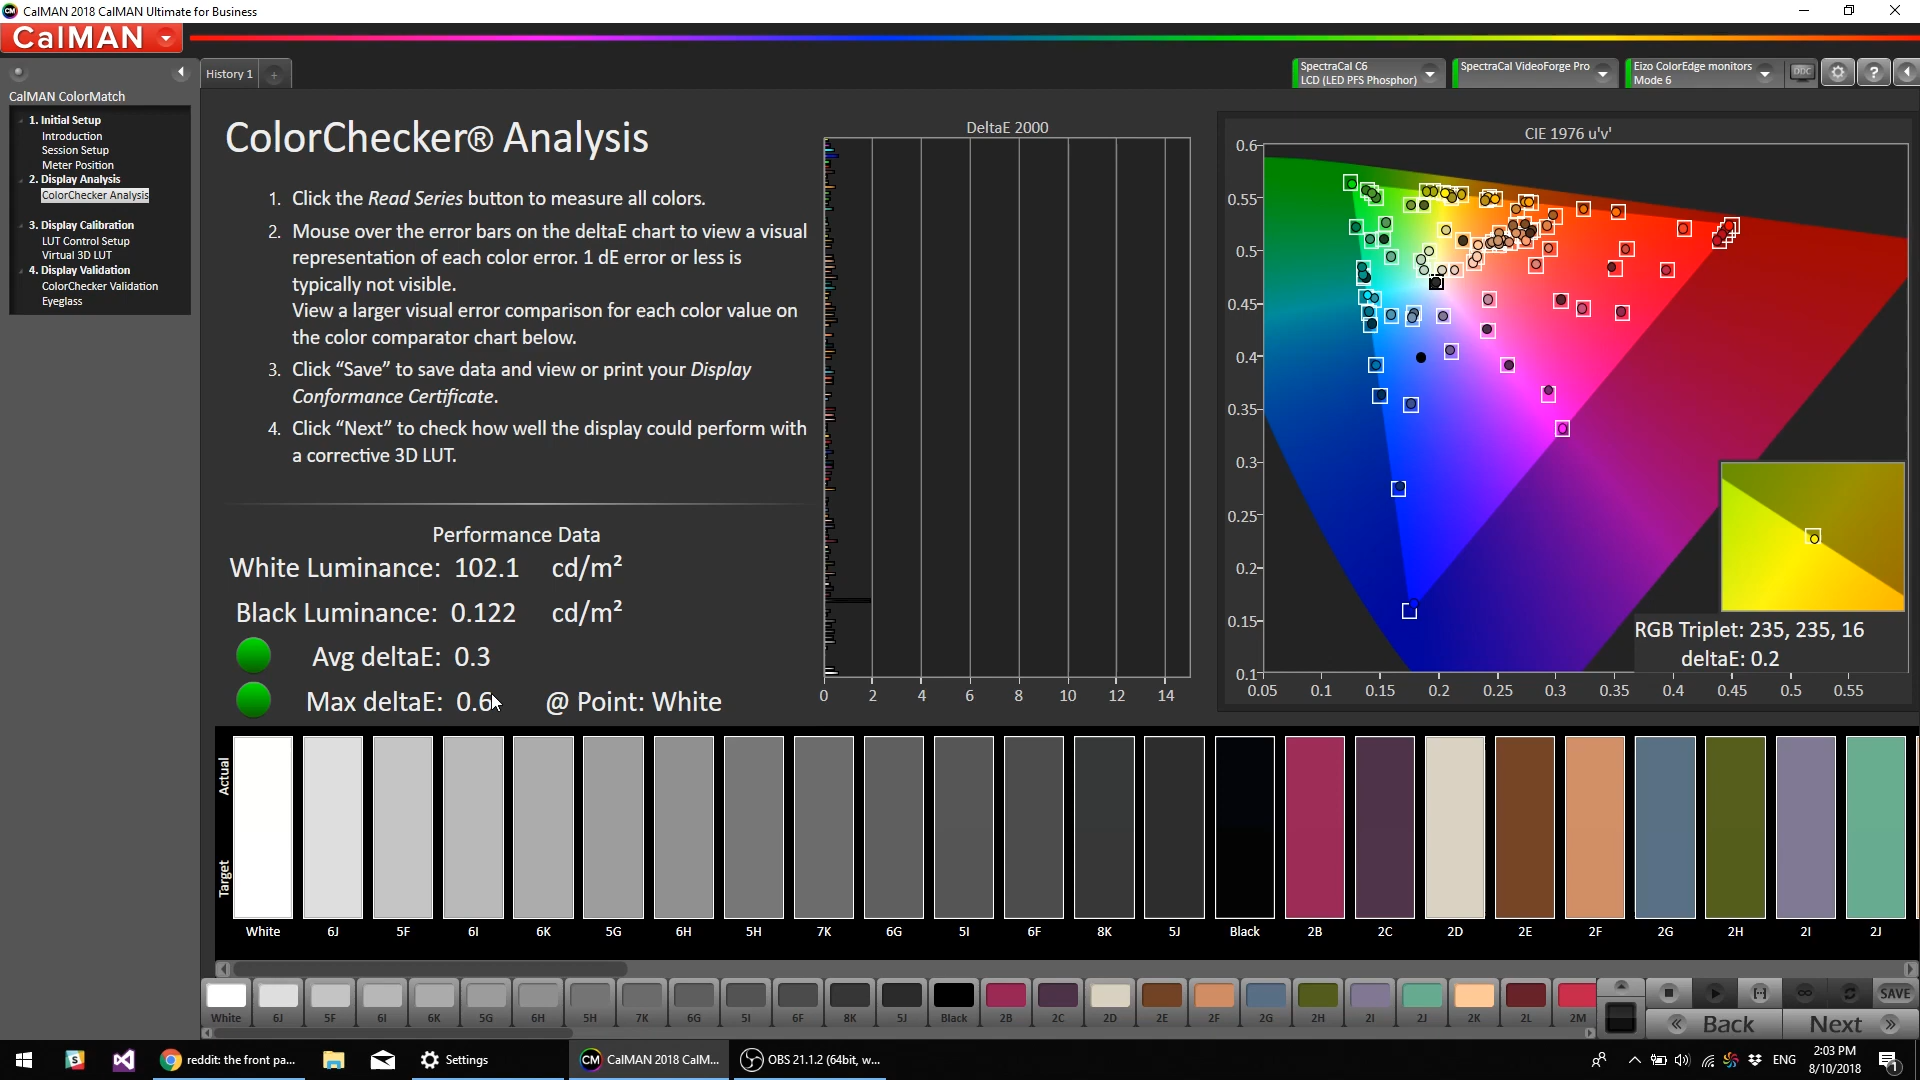 CalMAN 2018 CalMAN Ultimate for Business
CalMAN
History 1
+
SpectraCal C6
LCD (LED PFS Phosphor)
SpectraCal VideoForge Pro
Eizo ColorEdge monitors
Mode 6
DDC
?
CalMAN ColorMatch
1. Initial Setup
Introduction
Session Setup
Meter Position
2. Display Analysis
ColorChecker Analysis
3. Display Calibration
LUT Control Setup
Virtual 3D LUT
4. Display Validation
ColorChecker Validation
Eyeglass
ColorChecker® Analysis
1. Click the Read Series button to measure all colors.
2. Mouse over the error bars on the deltaE chart to view a visual
representation of each color error. 1 dE error or less is
typically not visible.
View a larger visual error comparison for each color value on
the color comparator chart below.
3. Click “Save” to save data and view or print your Display
Conformance Certificate.
4. Click “Next” to check how well the display could perform with
a corrective 3D LUT.
Performance Data
White Luminance: 102.1 cd/m²
Black Luminance: 0.122 cd/m²
Avg deltaE: 0.3
Max deltaE: 0.6 @ Point: White
DeltaE 2000
0 2 4 6 8 10 12 14
CIE 1976 u'v'
0.6
0.55
0.5
0.45
0.4
0.35
0.3
0.25
0.2
0.15
0.1
0.05 0.1 0.15 0.2 0.25 0.3 0.35 0.4 0.45 0.5 0.55
RGB Triplet: 235, 235, 16
deltaE: 0.2
Actual
Target
White 6J 5F 6I 6K 5G 6H 5H 7K 6G 5I 6F 8K 5J Black 2B 2C 2D 2E 2F 2G 2H 2I 2J
White 6J 5F 6I 6K 5G 6H 5H 7K 6G 5I 6F 8K 5J Black 2B 2C 2D 2E 2F 2G 2H 2I 2J 2K 2L 2M
SAVE
Back
Next
reddit: the front pa...
Settings
CM CalMAN 2018 CalM...
OBS 21.1.2 (64bit, w...
ENG
2:03 PM
8/10/2018
1